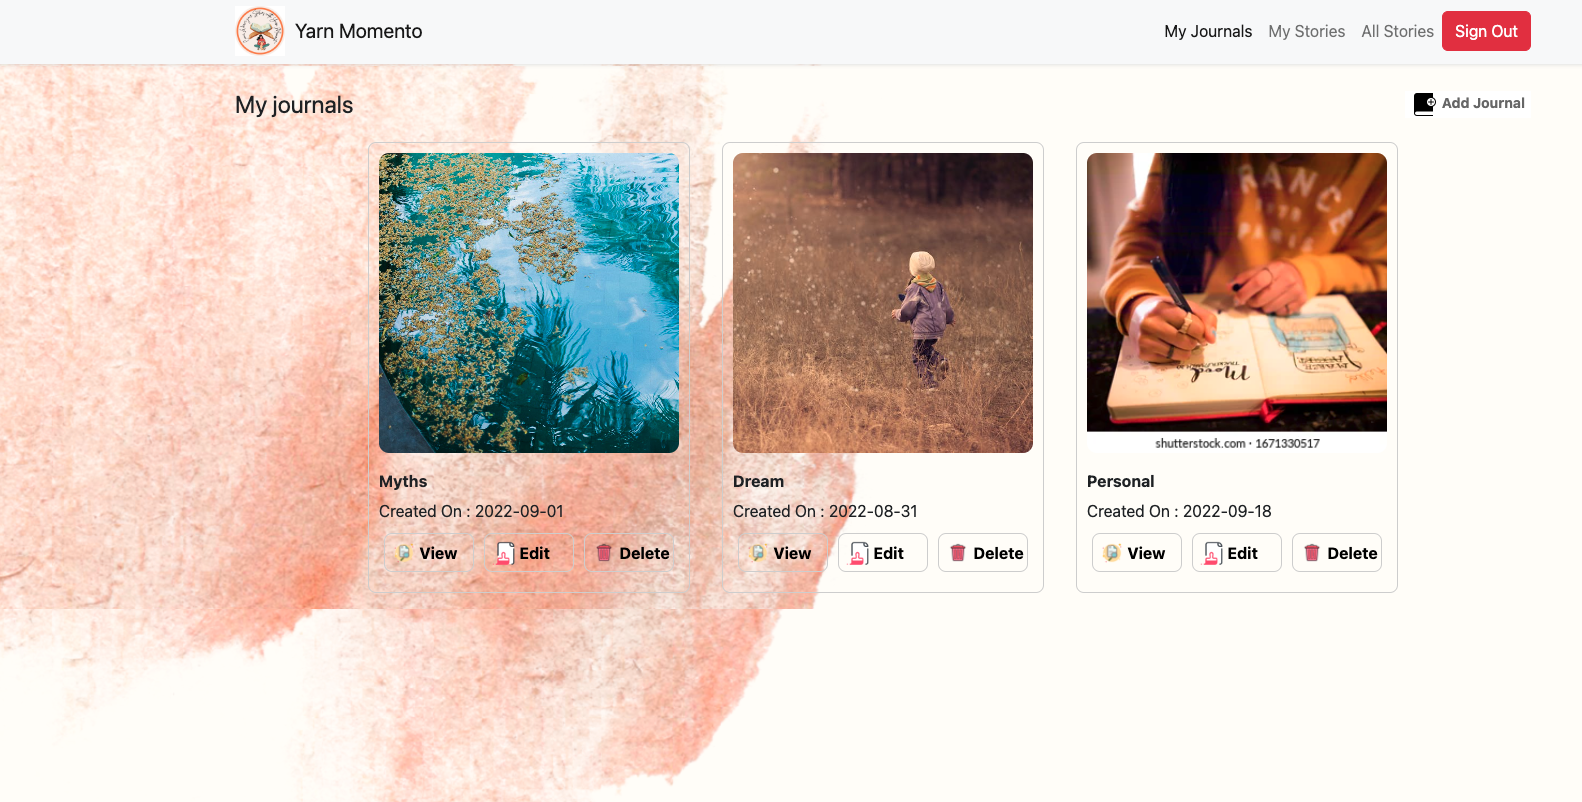 Yarn Momento
My Journals
My Stories
All Stories
Sign Out
My journals
Add Journal
shutterstock.com · 1671330517
Myths
Created On : 2022-09-01
View
Edit
Delete
Dream
Created On : 2022-08-31
View
Edit
Delete
Personal
Created On : 2022-09-18
View
Edit
Delete